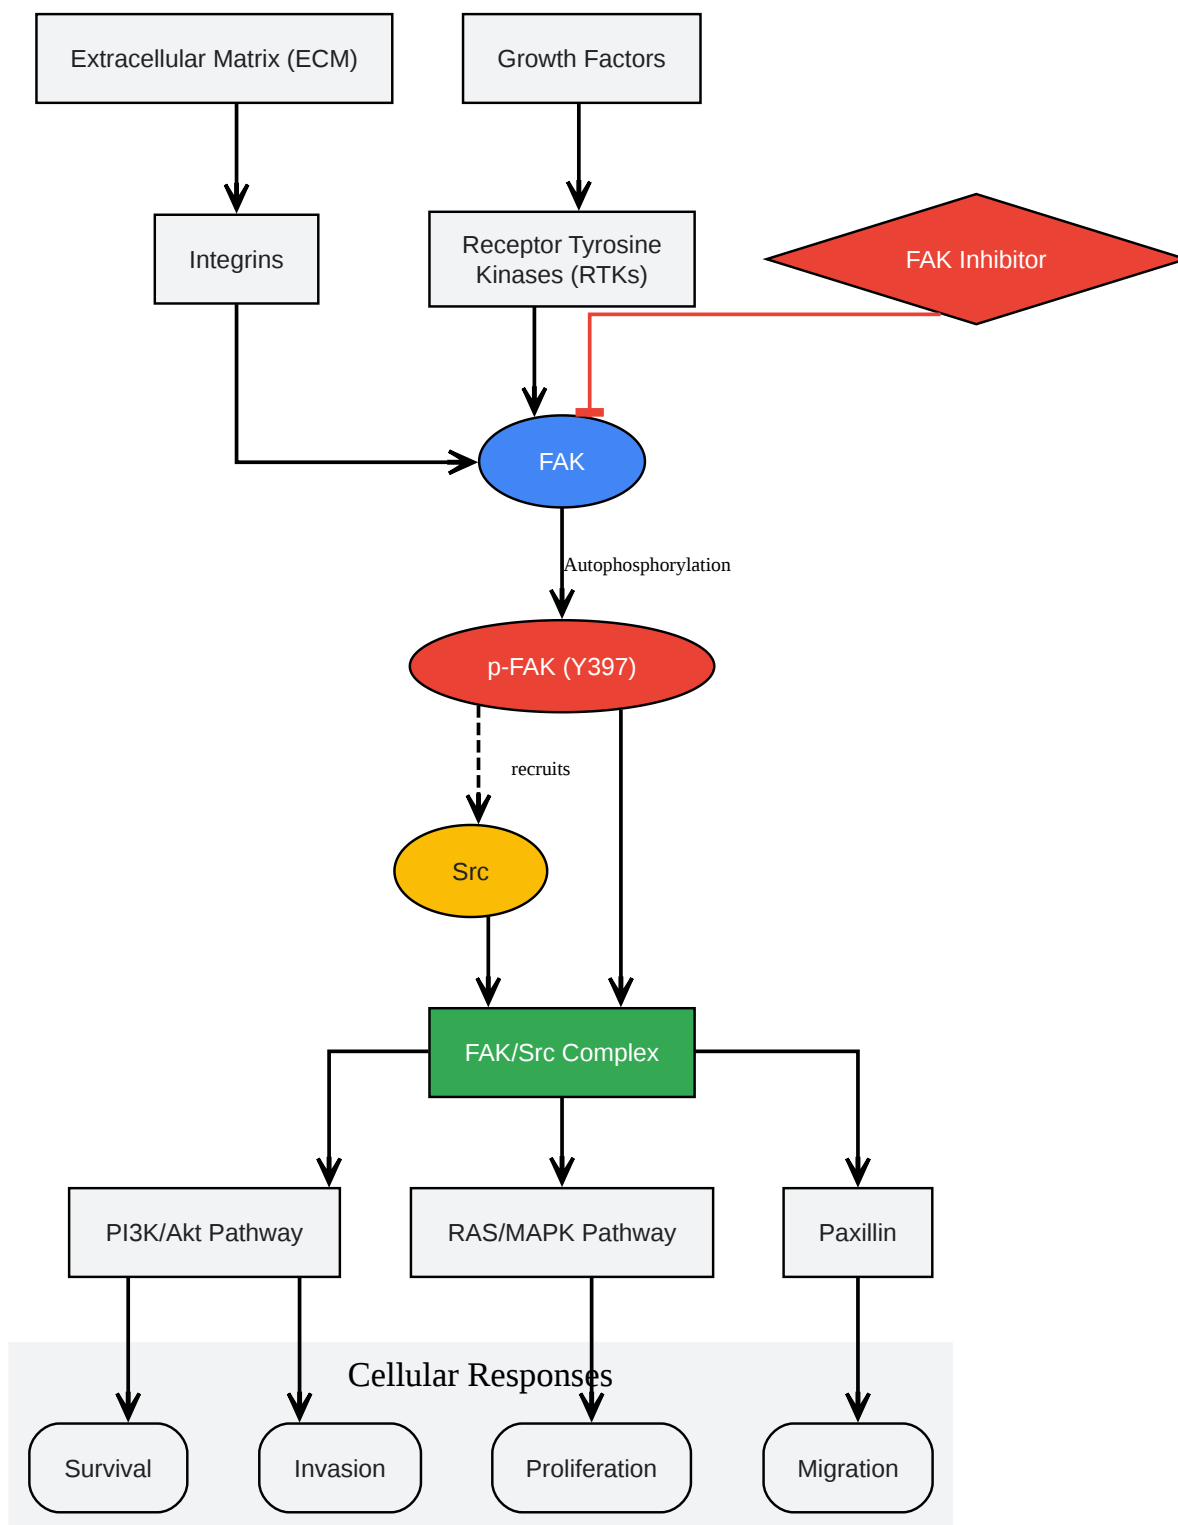 Extracellular Matrix (ECM)
Growth Factors
Integrins
Receptor Tyrosine
Kinases (RTKs)
FAK Inhibitor
FAK
Autophosphorylation
p-FAK (Y397)
recruits
Src
FAK/Src Complex
PI3K/Akt Pathway
RAS/MAPK Pathway
Paxillin
Cellular Responses
Survival
Invasion
Proliferation
Migration